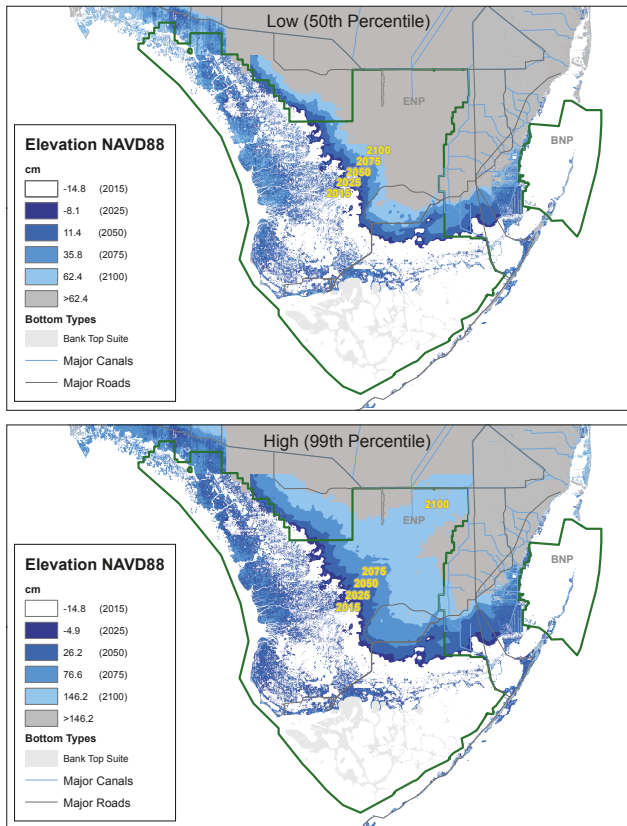 Low (50th Percentile)
ENP
BNP
2100
2075
2050
2025
2015
Elevation NAVD88
cm
-14.8 (2015)
-8.1 (2025)
11.4 (2050)
35.8 (2075)
62.4 (2100)
>62.4
Bottom Types
Bank Top Suite
Major Canals
Major Roads
High (99th Percentile)
2100
ENP
BNP
2075
2050
2025
2015
Elevation NAVD88
cm
-14.8 (2015)
-4.9 (2025)
26.2 (2050)
76.6 (2075)
146.2 (2100)
>146.2
Bottom Types
Bank Top Suite
Major Canals
Major Roads